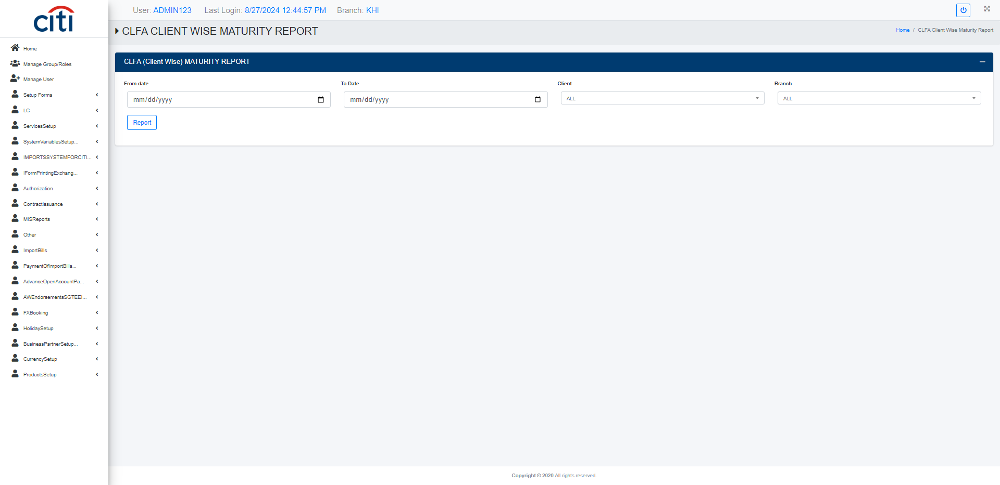 citi
User: ADMIN123 Last Login: 8/27/2024 12:44:57 PM Branch: KHI
CLFA CLIENT WISE MATURITY REPORT
Home / CLFA Client Wise Maturity Report
Home
Manage Group/Roles
Manage User
Setup Forms
LC
ServicesSetup
SystemVariablesSetup...
IMPORTSSYSTEMFORCITI...
IFormPrintingExchang...
Authorization
ContractIssuance
MISReports
Other
ImportBills
PaymentOfImportBills...
AdvanceOpenAccountPa...
AWEndorsementsSGTEEI...
FXBooking
HolidaySetup
BusinessPartnerSetup...
CurrencySetup
ProductsSetup
CLFA (Client Wise) MATURITY REPORT
From date
mm/dd/yyyy
To Date
mm/dd/yyyy
Client
ALL
Branch
ALL
Report
Copyright © 2020 All rights reserved.